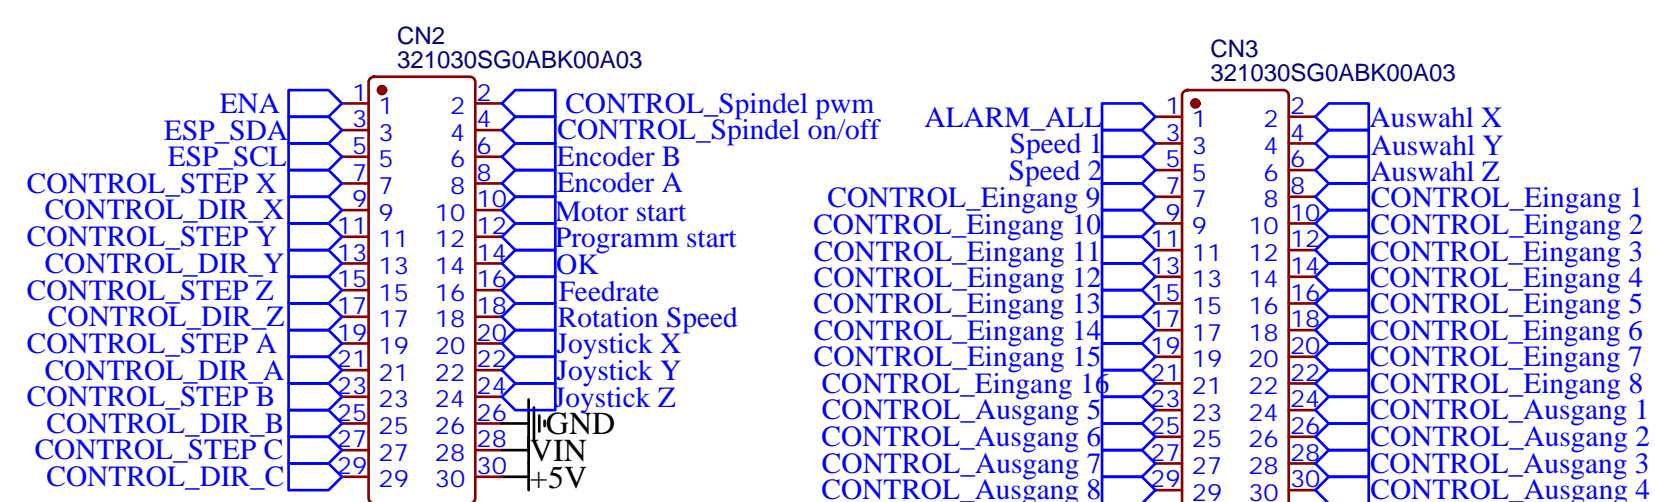 CN2
321030SG0ABK00A03
ENA 1 1 2 2 CONTROL_Spindel pwm
ESP_SDA 3 3 4 4 CONTROL_Spindel on/off
ESP_SCL 5 5 6 6 Encoder B
CONTROL_STEP X 7 7 8 8 Encoder A
CONTROL_DIR_X 9 9 10 10 Motor start
CONTROL_STEP Y 11 11 12 12 Programm start
CONTROL_DIR_Y 13 13 14 14 OK
CONTROL_STEP Z 15 15 16 16 Feedrate
CONTROL_DIR_Z 17 17 18 18 Rotation Speed
CONTROL_STEP A 19 19 20 20 Joystick X
CONTROL_DIR_A 21 21 22 22 Joystick Y
CONTROL_STEP B 23 23 24 24 Joystick Z
CONTROL_DIR_B 25 25 26 26 GND
CONTROL_STEP C 27 27 28 28 VIN
CONTROL_DIR_C 29 29 30 30 +5V
CN3
321030SG0ABK00A03
ALARM_ALL 1 1 2 2 Auswahl X
Speed 1 3 3 4 4 Auswahl Y
Speed 2 5 5 6 6 Auswahl Z
CONTROL_Eingang 9 7 7 8 8 CONTROL_Eingang 1
CONTROL_Eingang 10 9 9 10 10 CONTROL_Eingang 2
CONTROL_Eingang 11 11 11 12 12 CONTROL_Eingang 3
CONTROL_Eingang 12 13 13 14 14 CONTROL_Eingang 4
CONTROL_Eingang 13 15 15 16 16 CONTROL_Eingang 5
CONTROL_Eingang 14 17 17 18 18 CONTROL_Eingang 6
CONTROL_Eingang 15 19 19 20 20 CONTROL_Eingang 7
CONTROL_Eingang 16 21 21 22 22 CONTROL_Eingang 8
CONTROL_Ausgang 5 23 23 24 24 CONTROL_Ausgang 1
CONTROL_Ausgang 6 25 25 26 26 CONTROL_Ausgang 2
CONTROL_Ausgang 7 27 27 28 28 CONTROL_Ausgang 3
CONTROL_Ausgang 8 29 29 30 30 CONTROL_Ausgang 4